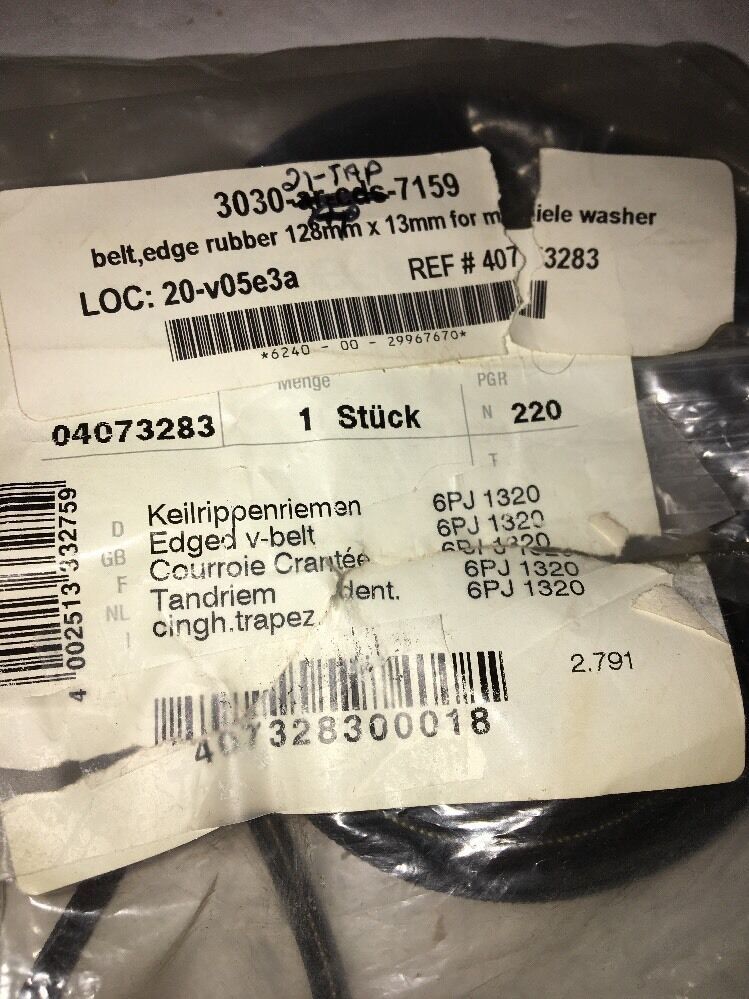 21-TAP
3030- -7159
belt,edge rubber 128mm x 13mm for m iele washer
LOC: 20-v05e3a REF # 407 3283
*6240 - 00 - 29967670*
Menge PGR
04073283 1 Stück N 220
T
D Keilrippenriemen 6PJ 1320
GB Edged v-belt 6PJ 1320
F Courroie Crantée 6PJ 1320
NL Tandriem 6PJ 1320
I cingh.trapez. dent. 6PJ 1320
4 002513 332759
2.791
407328300018